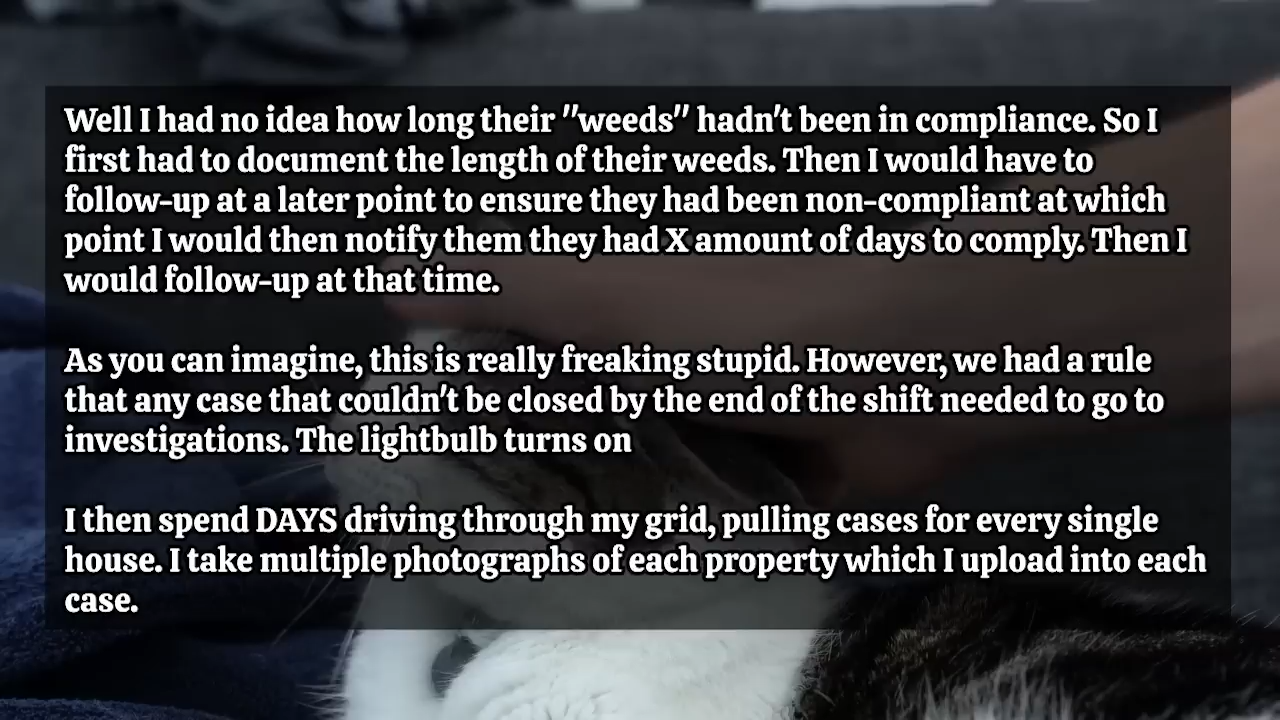 Well I had no idea how long their "weeds" hadn't been in compliance. So I
first had to document the length of their weeds. Then I would have to
follow-up at a later point to ensure they had been non-compliant at which
point I would then notify them they had X amount of days to comply. Then I
would follow-up at that time.
As you can imagine, this is really freaking stupid. However, we had a rule
that any case that couldn't be closed by the end of the shift needed to go to
investigations. The lightbulb turns on
I then spend DAYS driving through my grid, pulling cases for every single
house. I take multiple photographs of each property which I upload into each
case.